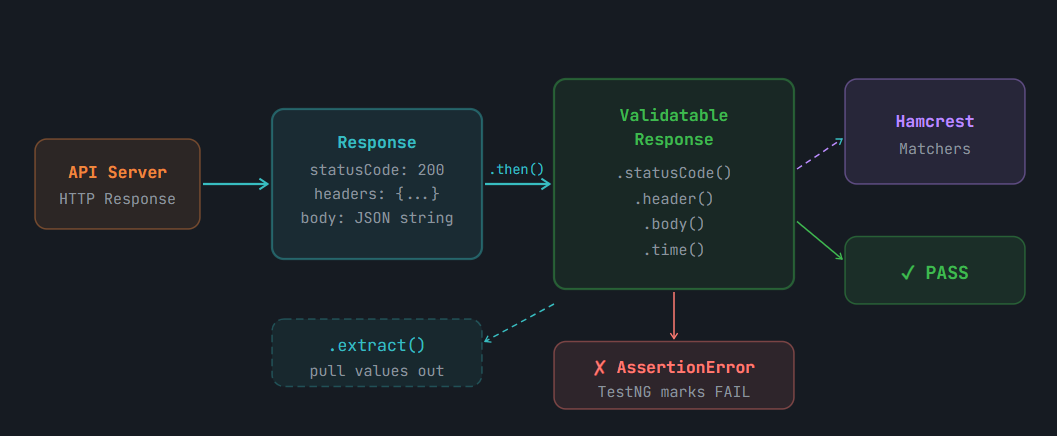 API Server
HTTP Response
Response
statusCode: 200
headers: {...}
body: JSON string
.then()
Validatable
Response
.statusCode()
.header()
.body()
.time()
Hamcrest
Matchers
✓ PASS
.extract()
pull values out
✗ AssertionError
TestNG marks FAIL